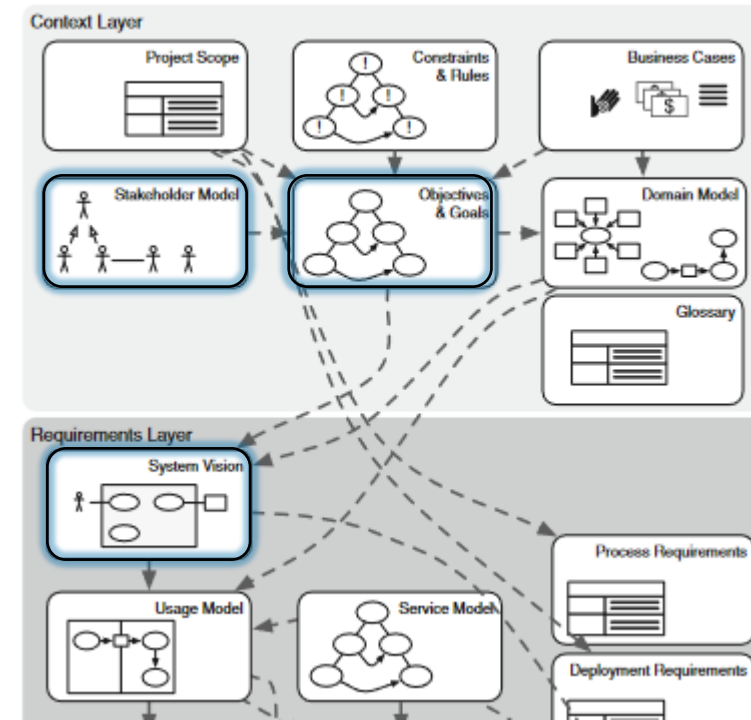 Context Layer
Project Scope
Constraints
& Rules
! 
! !
! !
Business Cases
$
Stakeholder Model
Objectives
& Goals
Domain Model
Glossary
Requirements Layer
System Vision
Process Requirements
Usage Model
Service Model
Deployment Requirements